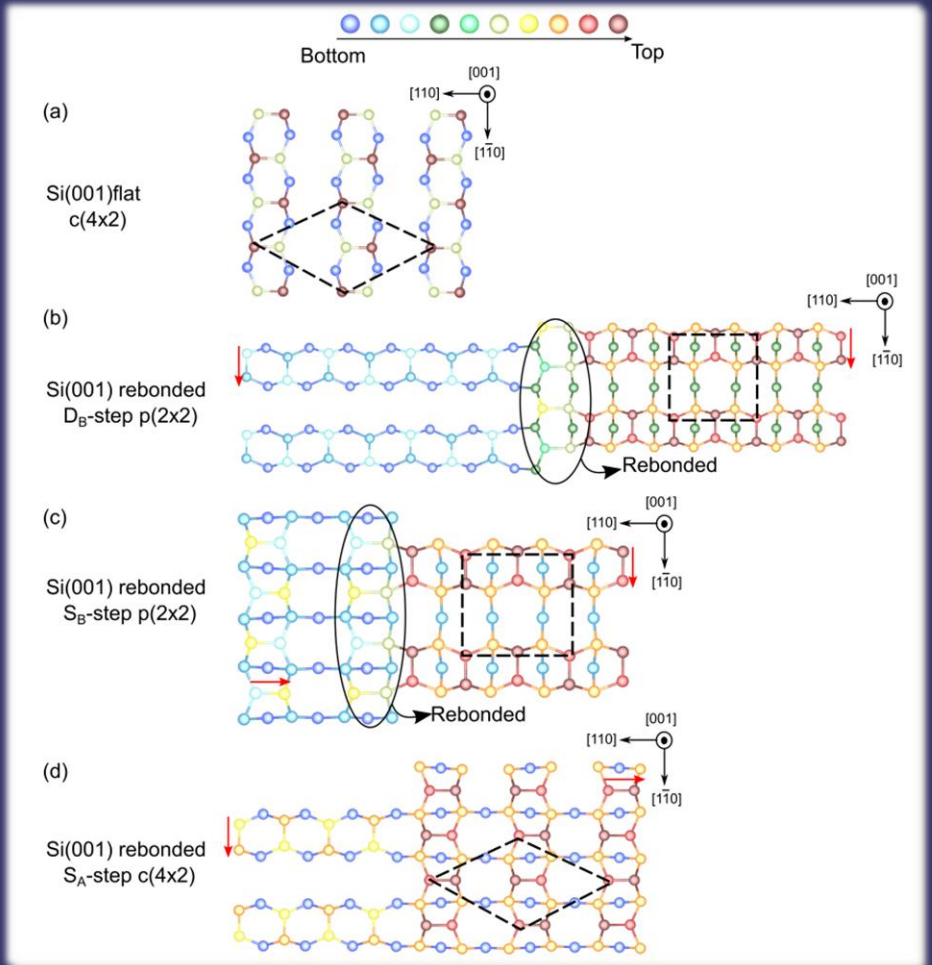 Bottom
Top
(a)
[001]
[110]
[11̅0]
Si(001)flat
c(4x2)
(b)
[001]
[110]
[11̅0]
Si(001) rebonded
D_B-step p(2x2)
Rebonded
(c)
[001]
[110]
[11̅0]
Si(001) rebonded
S_B-step p(2x2)
Rebonded
(d)
[001]
[110]
[11̅0]
Si(001) rebonded
S_A-step c(4x2)